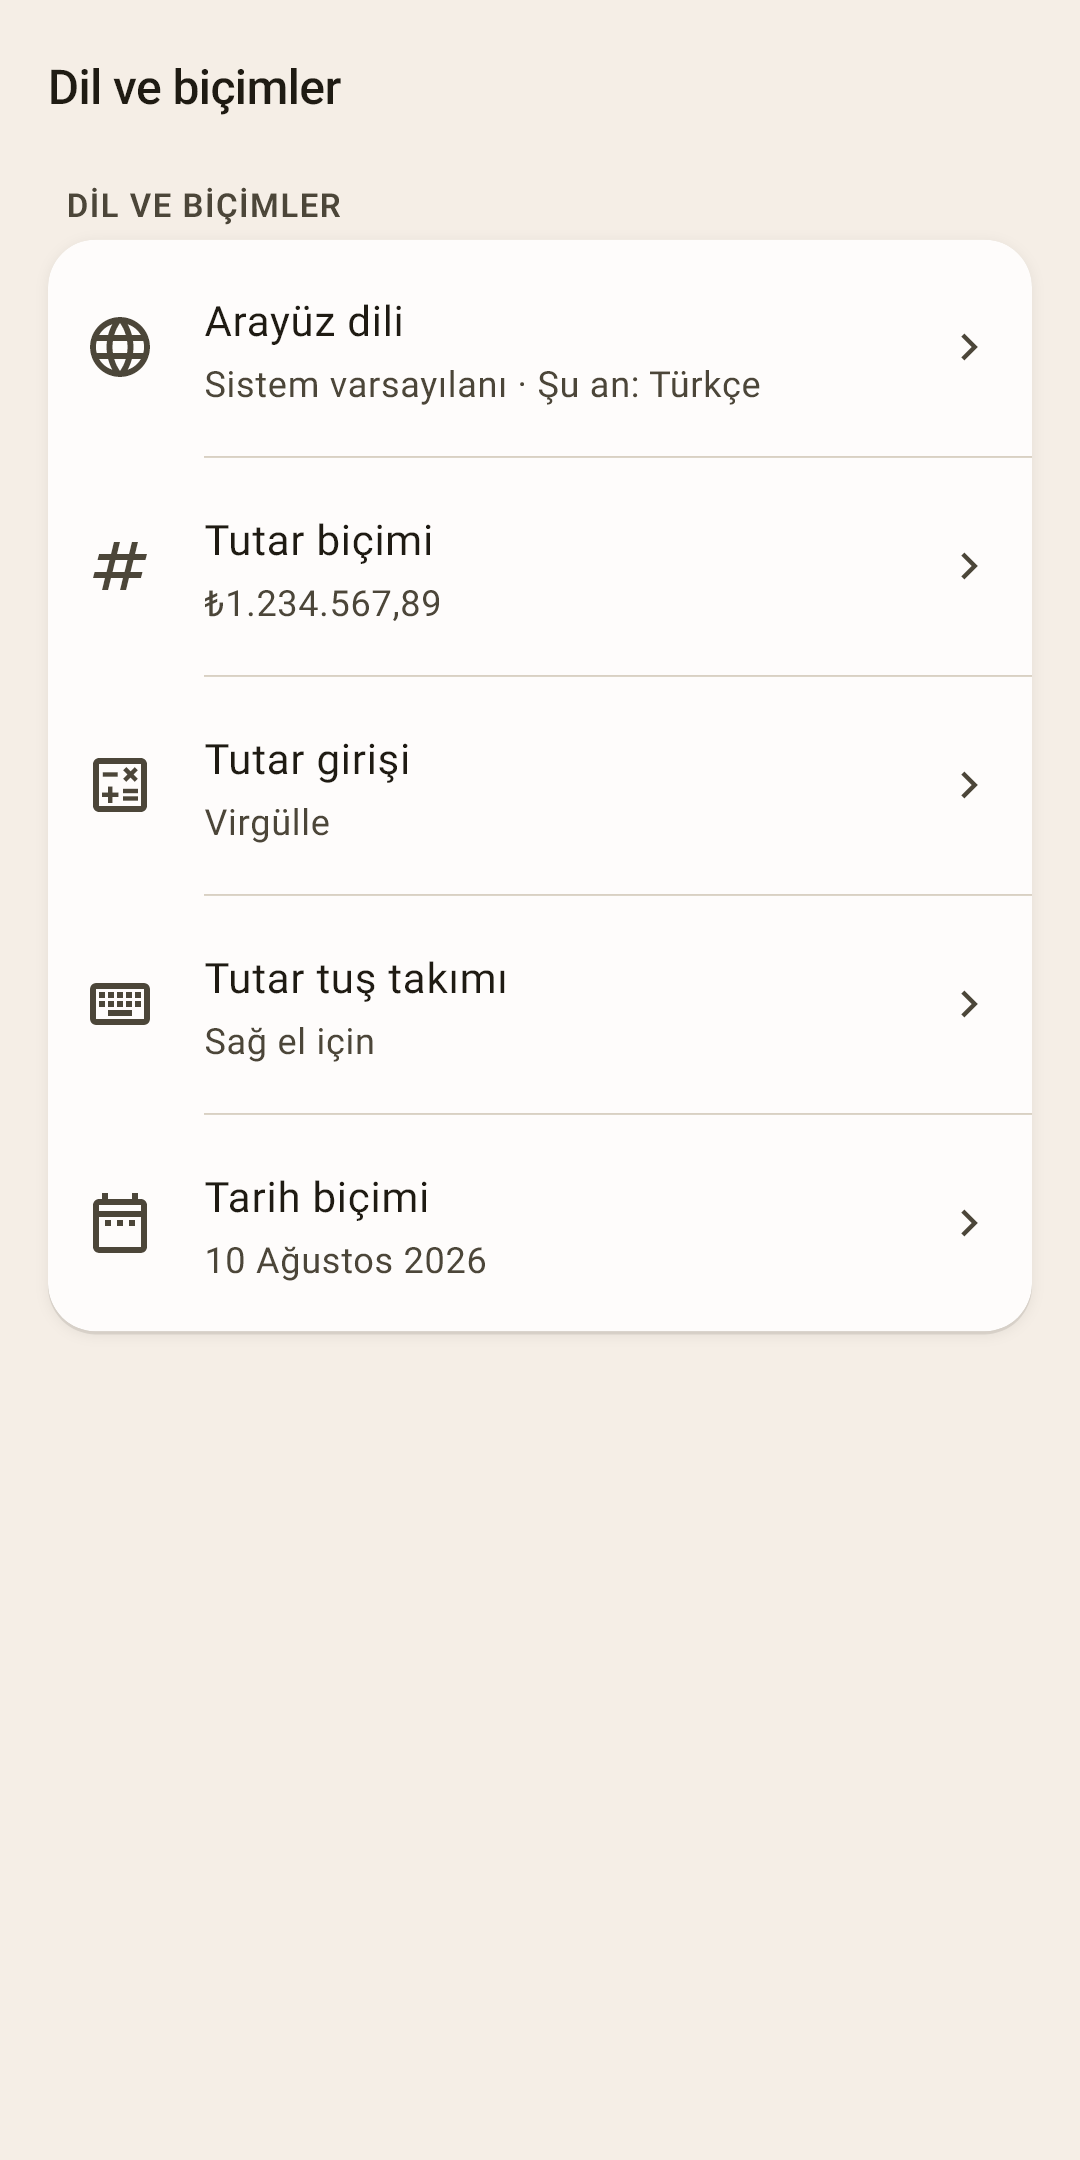 Dil ve biçimler
DİL VE BİÇİMLER
Arayüz dili
Sistem varsayılanı · Şu an: Türkçe
Tutar biçimi
₺1.234.567,89
Tutar girişi
Virgülle
Tutar tuş takımı
Sağ el için
Tarih biçimi
10 Ağustos 2026